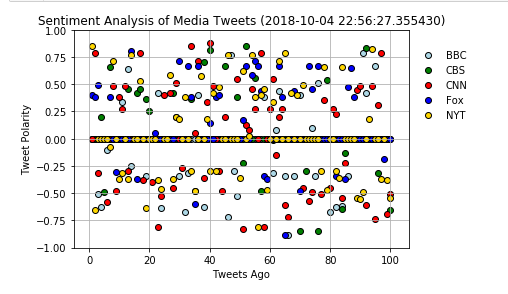 Sentiment Analysis of Media Tweets (2018-10-04 22:56:27.355430)
1.00
0.75
0.50
0.25
0.00
−0.25
−0.50
−0.75
−1.00
Tweet Polarity
0 20 40 60 80 100
Tweets Ago
BBC
CBS
CNN
Fox
NYT